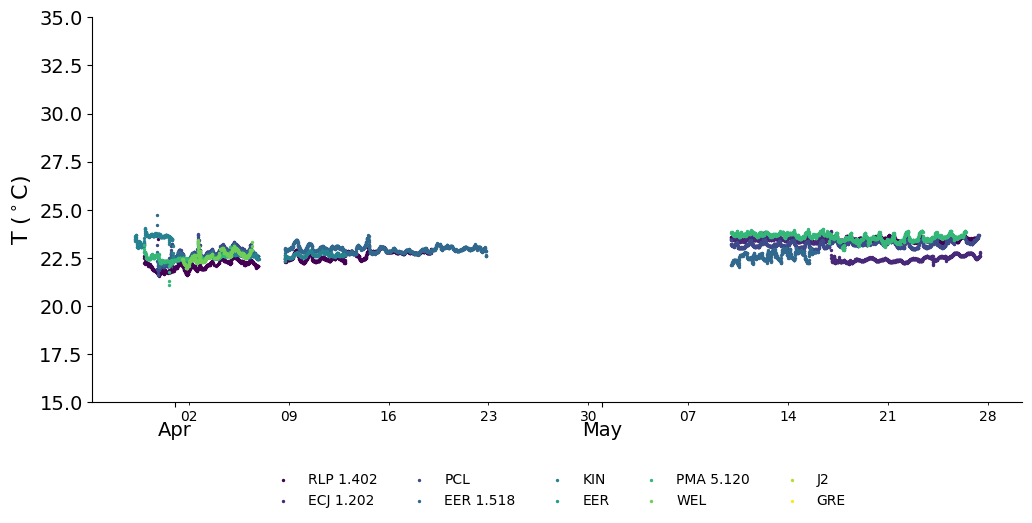 35.0
32.5
30.0
27.5
25.0
22.5
20.0
17.5
15.0
T (°C)
02 09 16 23 30 07 14 21 28
Apr May
RLP 1.402 PCL KIN PMA 5.120 J2
ECJ 1.202 EER 1.518 EER WEL GRE